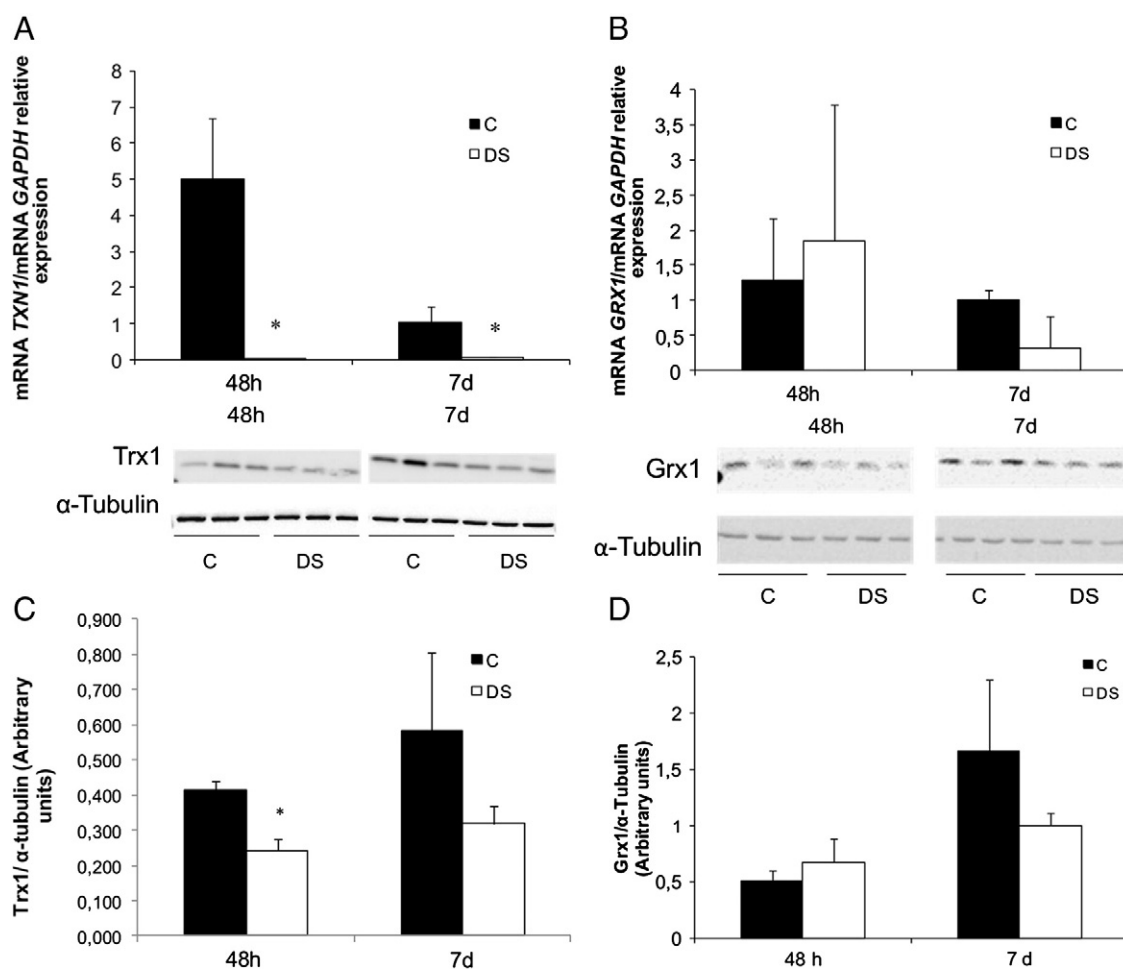 A
mRNA TXN1/mRNA GAPDH relative
expression
8
7
6
5
4
3
2
1
0
C
DS
*
*
48h
7d
48h
7d
Trx1
α-Tubulin
C
DS
C
DS
B
mRNA GRX1/mRNA GAPDH relative
expression
4
3,5
3
2,5
2
1,5
1
0,5
0
C
DS
48h
7d
48h
7d
Grx1
α-Tubulin
C
DS
C
DS
C
Trx1/ α-tubulin (Arbitrary
units)
0,900
0,800
0,700
0,600
0,500
0,400
0,300
0,200
0,100
0,000
C
DS
*
48h
7d
D
Grx1/α-Tubulin
(Arbitrary units)
2,5
2
1,5
1
0,5
0
C
DS
48 h
7 d